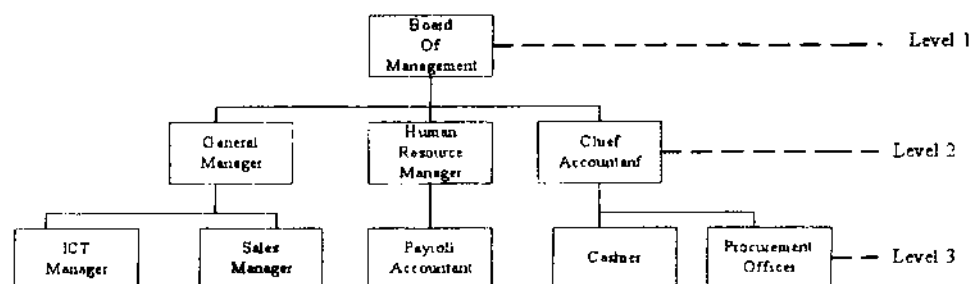 Board
Of
Management
Level 1
General
Manager
Human
Resource
Manager
Chief
Accountant
Level 2
ICT
Manager
Sales
Manager
Payroll
Accountant
Cashier
Procurement
Officer
Level 3